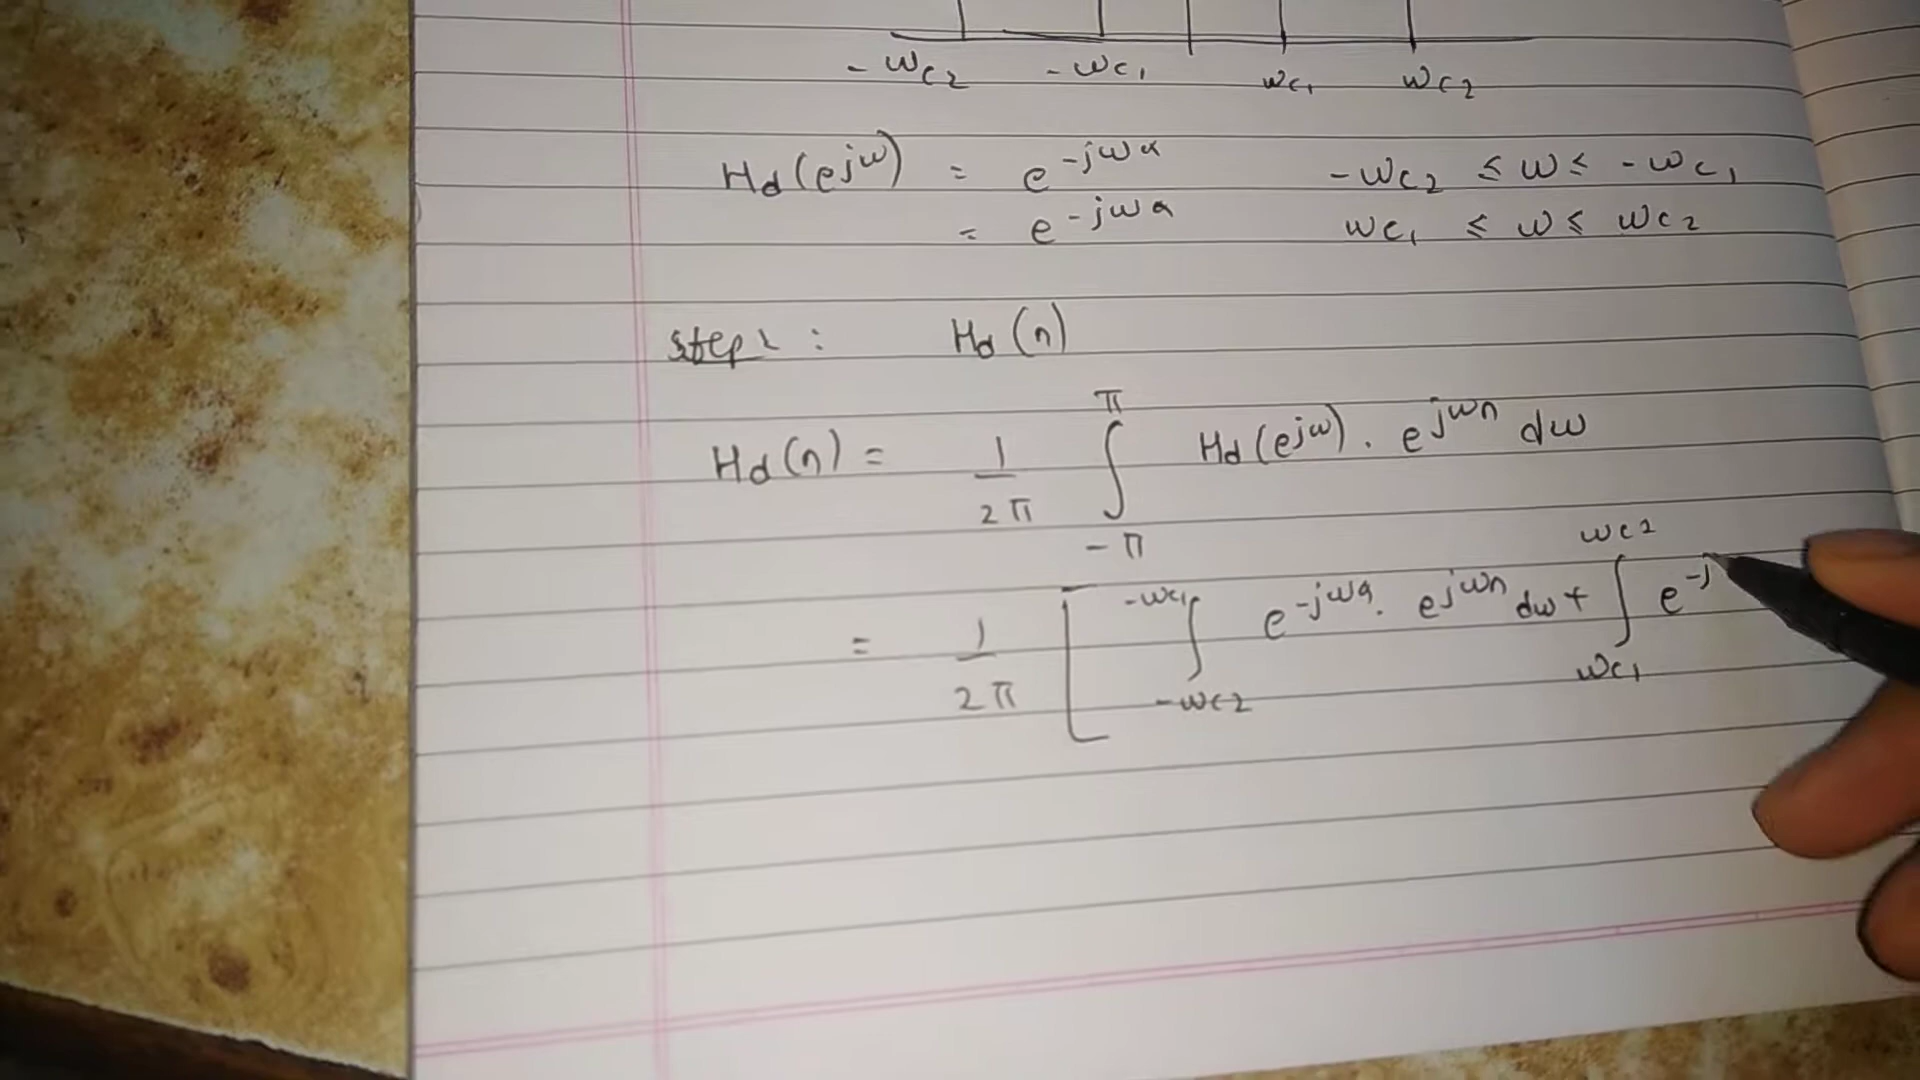 -ωc2 -ωc1 ωc1 ωc2
Hd(e^jω) = e^-jωα -ωc2 ≤ ω ≤ -ωc1
= e^-jωα ωc1 ≤ ω ≤ ωc2
step 2 : Hd(n)
Hd(n) = 1/2π ∫_-π^π Hd(e^jω) . e^jωn dω
= 1/2π [ ∫_-ωc2^-ωc1 e^-jωα . e^jωn dω + ∫_ωc1^ωc2 e^-j